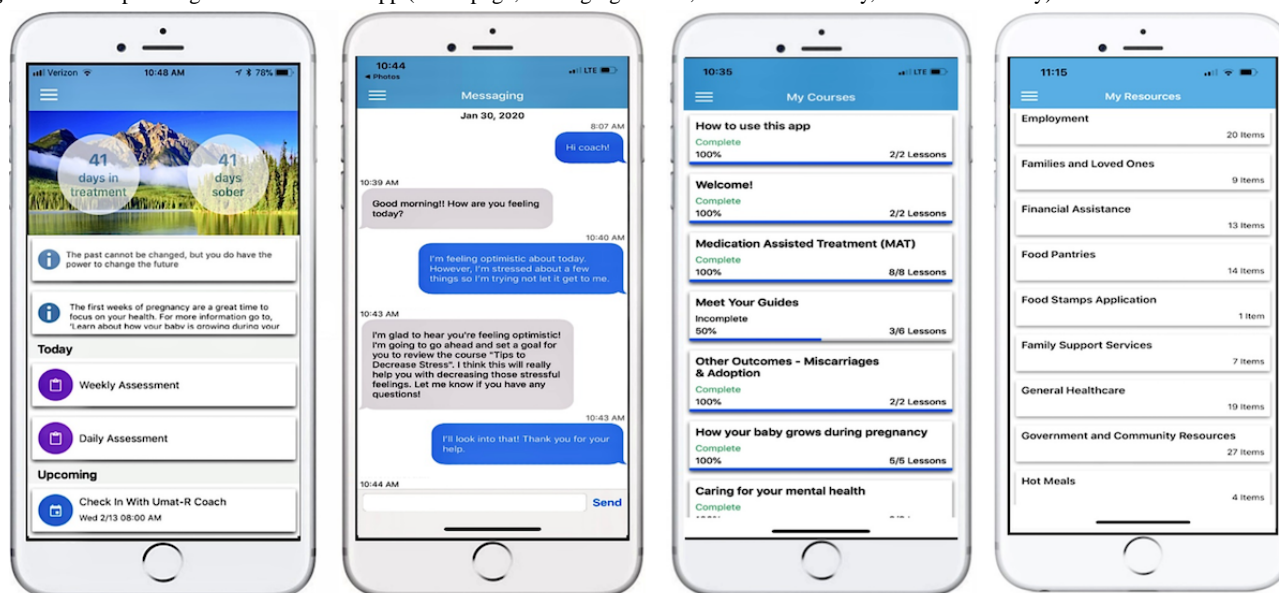 Verizon 10:48 AM 78%
41
days in
treatment
41
days
sober
The past cannot be changed, but you do have the
power to change the future
The first weeks of pregnancy are a great time to
focus on your health. For more information go to,
'Learn about how your baby is growing during your
Today
Weekly Assessment
Daily Assessment
Upcoming
Check In With Umat-R Coach
Wed 2/13 08:00 AM
10:44 LTE
Photos
Messaging
Jan 30, 2020
8:07 AM
Hi coach!
10:39 AM
Good morning!! How are you feeling
today?
10:40 AM
I'm feeling optimistic about today.
However, I'm stressed about a few
things so I'm trying not let it get to me.
10:43 AM
I'm glad to hear you're feeling optimistic!
I'm going to go ahead and set a goal for
you to review the course "Tips to
Decrease Stress". I think this will really
help you with decreasing those stressful
feelings. Let me know if you have any
questions!
10:43 AM
I'll look into that! Thank you for your
help.
10:44 AM
Send
10:35 LTE
My Courses
How to use this app
Complete
100% 2/2 Lessons
Welcome!
Complete
100% 2/2 Lessons
Medication Assisted Treatment (MAT)
Complete
100% 8/8 Lessons
Meet Your Guides
Incomplete
50% 3/6 Lessons
Other Outcomes - Miscarriages
& Adoption
Complete
100% 2/2 Lessons
How your baby grows during pregnancy
Complete
100% 5/5 Lessons
Caring for your mental health
Complete
11:15
My Resources
Employment
20 Items
Families and Loved Ones
9 Items
Financial Assistance
13 Items
Food Pantries
14 Items
Food Stamps Application
1 Item
Family Support Services
7 Items
General Healthcare
19 Items
Government and Community Resources
27 Items
Hot Meals
4 Items